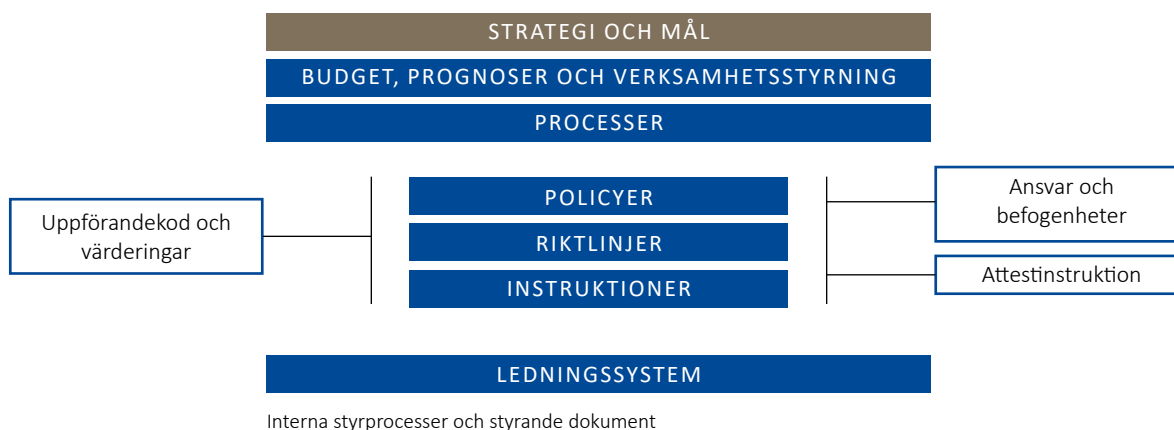 STRATEGI OCH MÅL
BUDGET, PROGNOSER OCH VERKSAMHETSSTYRNING
PROCESSER
Uppförandekod och
värderingar
POLICYER
RIKTLINJER
INSTRUKTIONER
Ansvar och
befogenheter
Attestinstruktion
LEDNINGSSYSTEM
Interna styrprocesser och styrande dokument